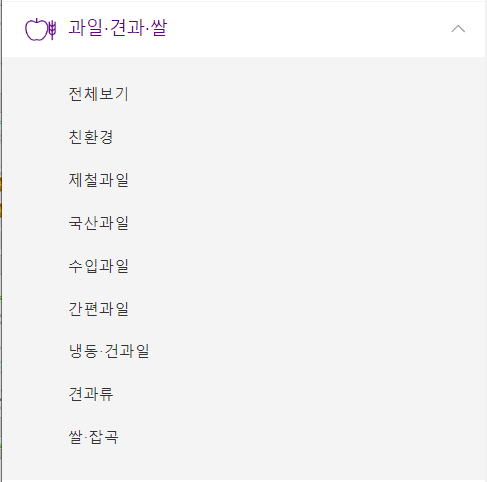 과일·견과·쌀
전체보기
친환경
제철과일
국산과일
수입과일
간편과일
냉동·건과일
견과류
쌀·잡곡